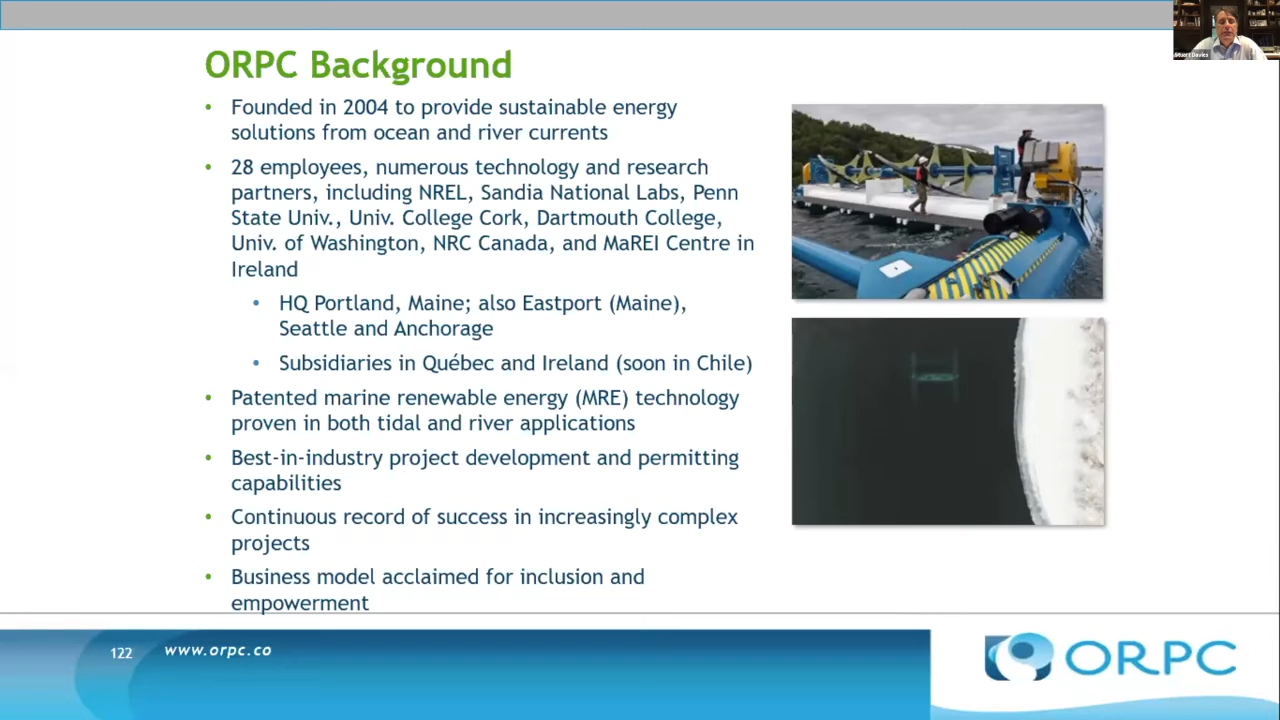 Stuart Davies
ORPC Background
• Founded in 2004 to provide sustainable energy
solutions from ocean and river currents
• 28 employees, numerous technology and research
partners, including NREL, Sandia National Labs, Penn
State Univ., Univ. College Cork, Dartmouth College,
Univ. of Washington, NRC Canada, and MaREI Centre in
Ireland
• HQ Portland, Maine; also Eastport (Maine),
Seattle and Anchorage
• Subsidiaries in Québec and Ireland (soon in Chile)
• Patented marine renewable energy (MRE) technology
proven in both tidal and river applications
• Best-in-industry project development and permitting
capabilities
• Continuous record of success in increasingly complex
projects
• Business model acclaimed for inclusion and
empowerment
122
www.orpc.co
ORPC